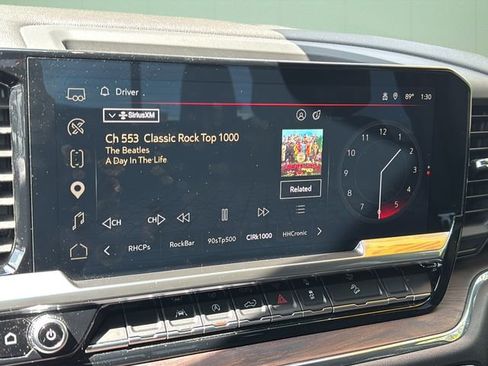 Driver
89° 1:30
SiriusXM
Ch 553 Classic Rock Top 1000
The Beatles
A Day In The Life
Related
12
11 1
10 2
9 3
8 4
7 5
6
CH CH
RHCPs RockBar 90sTp500 ClRk1000 HHCronic